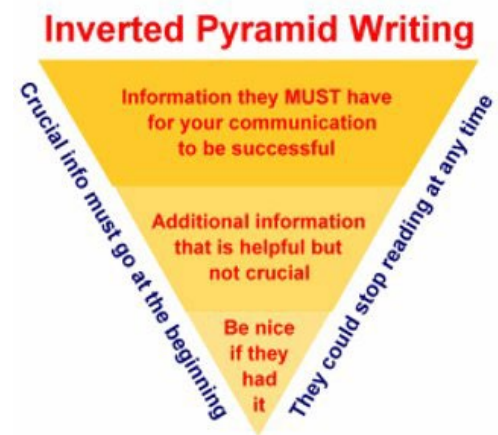 Inverted Pyramid Writing
Information they MUST have
for your communication
to be successful
Additional information
that is helpful but
not crucial
Be nice
if they
had
it
Crucial info must go at the beginning
They could stop reading at any time